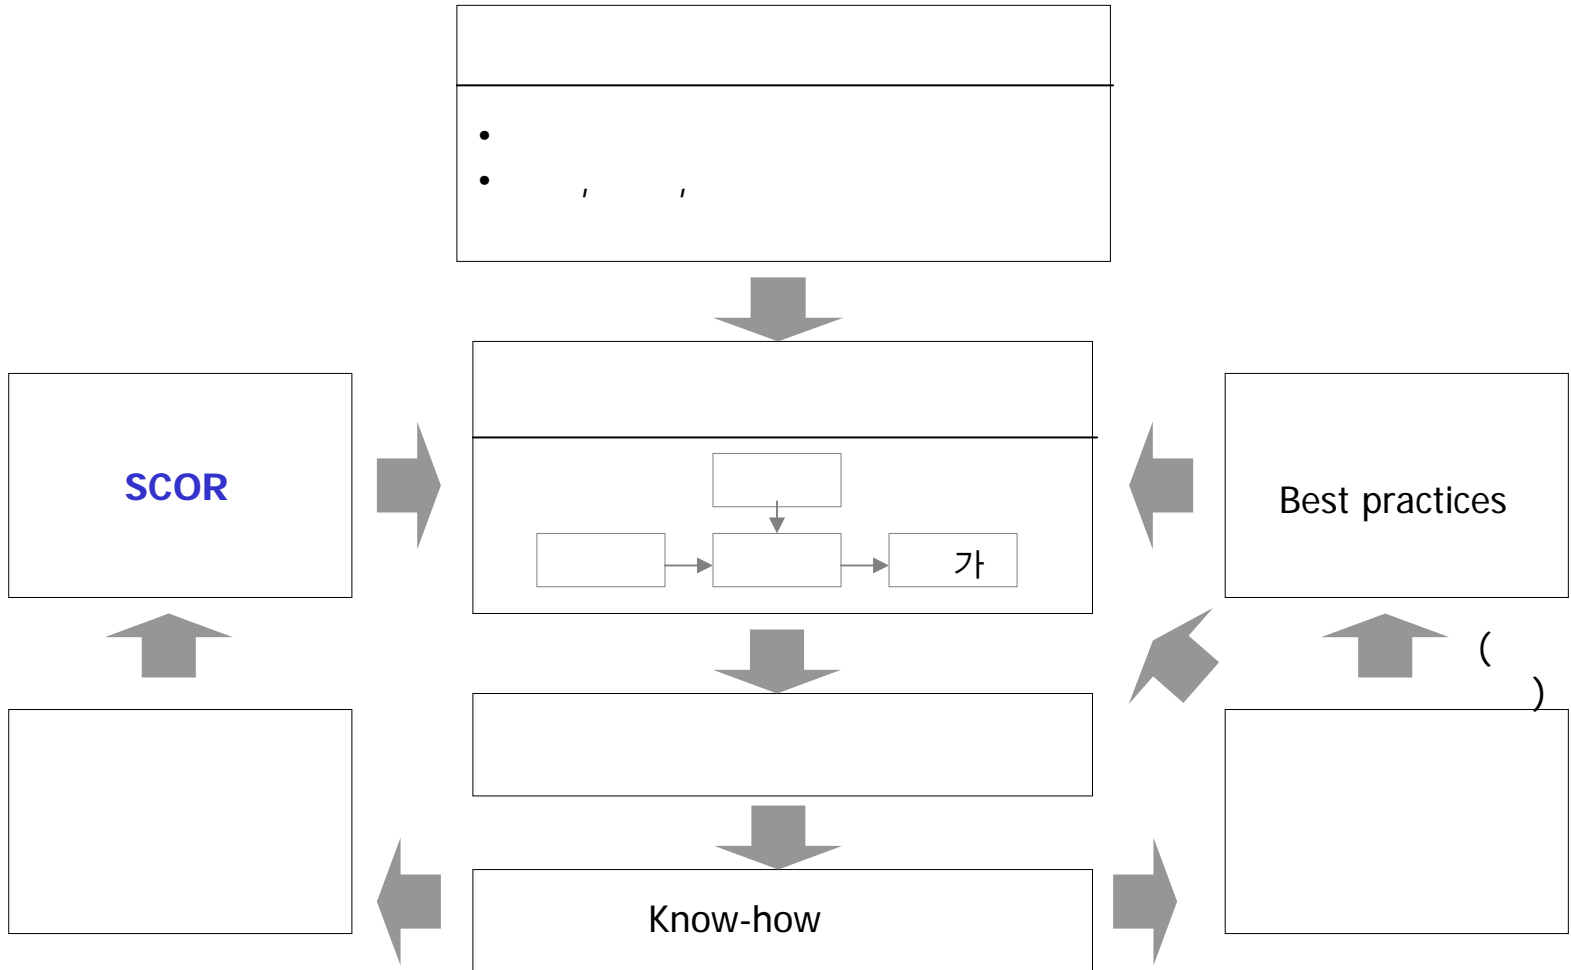 •
• , ,
SCOR
Best practices
가
(
)
Know-how